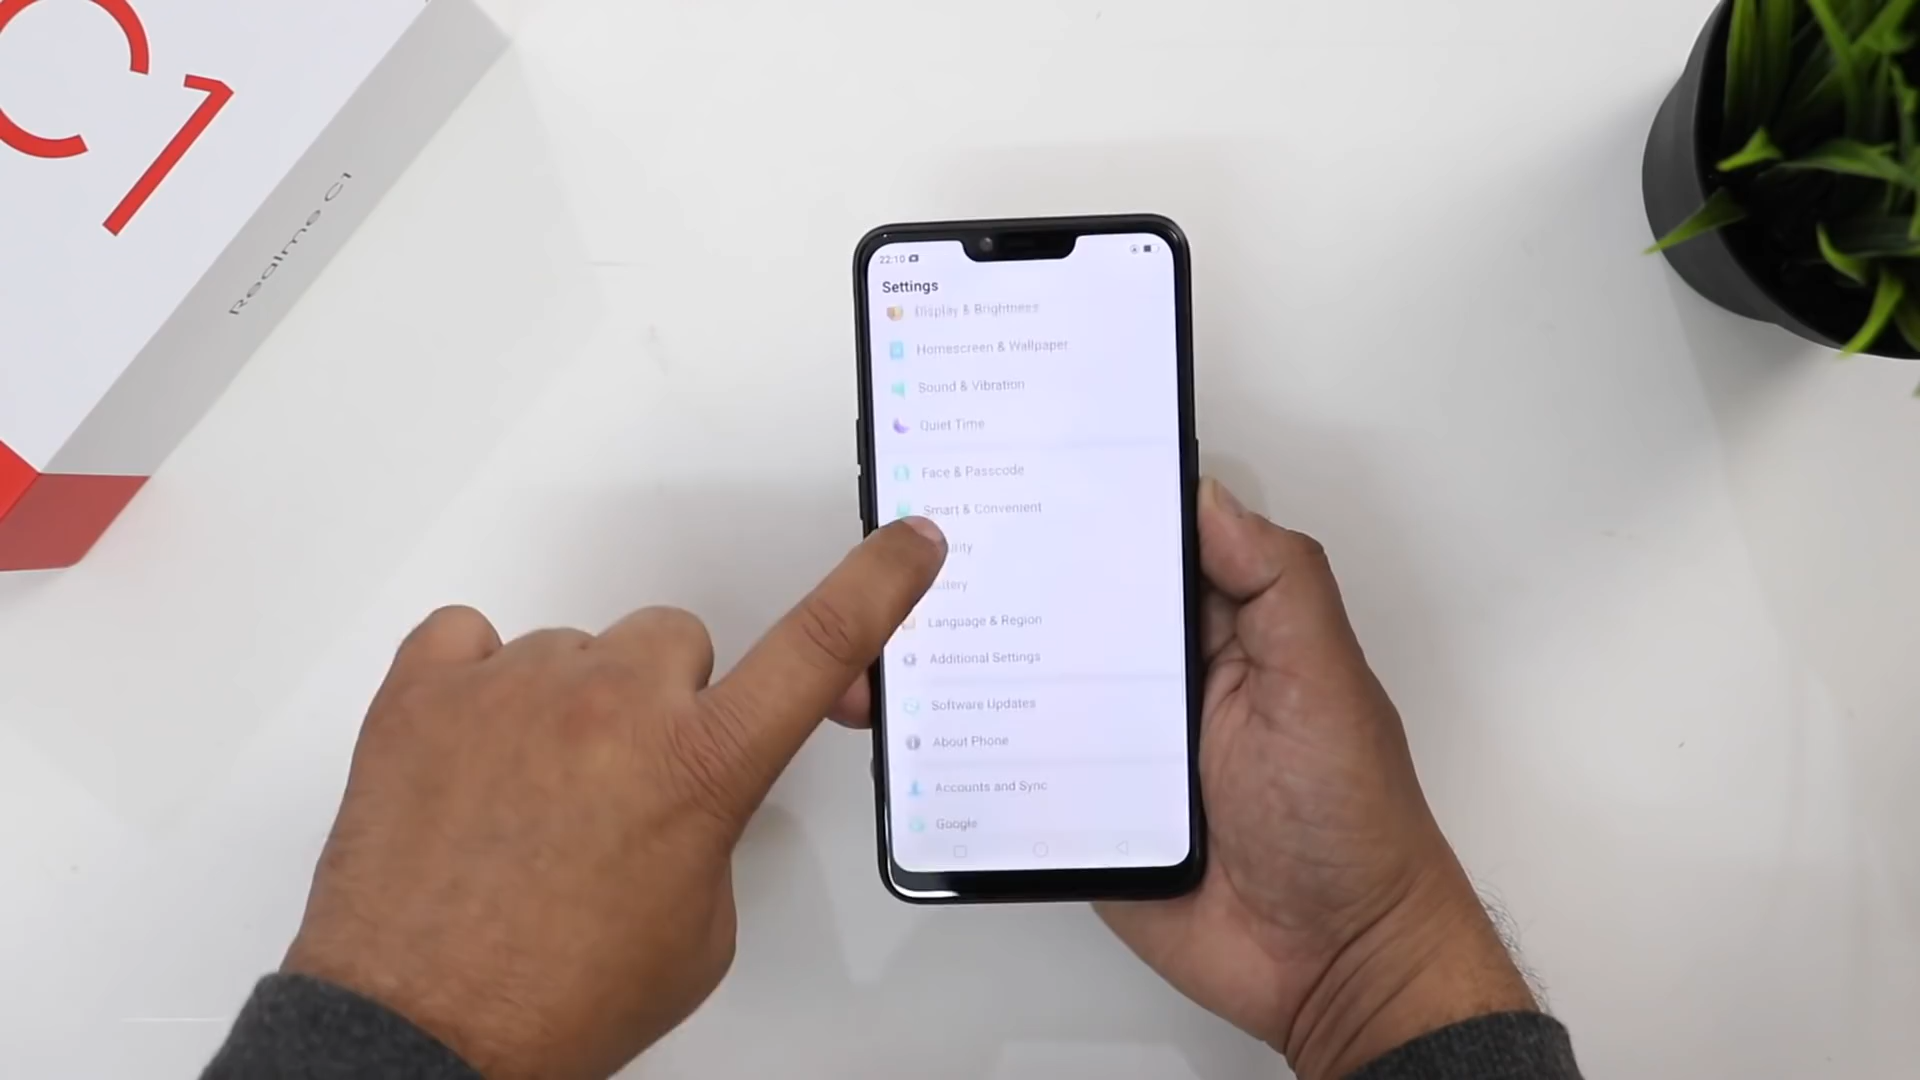 C1
Realme C1
22:10
Settings
Display & Brightness
Homescreen & Wallpaper
Sound & Vibration
Quiet Time
Face & Passcode
Smart & Convenient
Language & Region
Additional Settings
Software Updates
About Phone
Accounts and Sync
Google